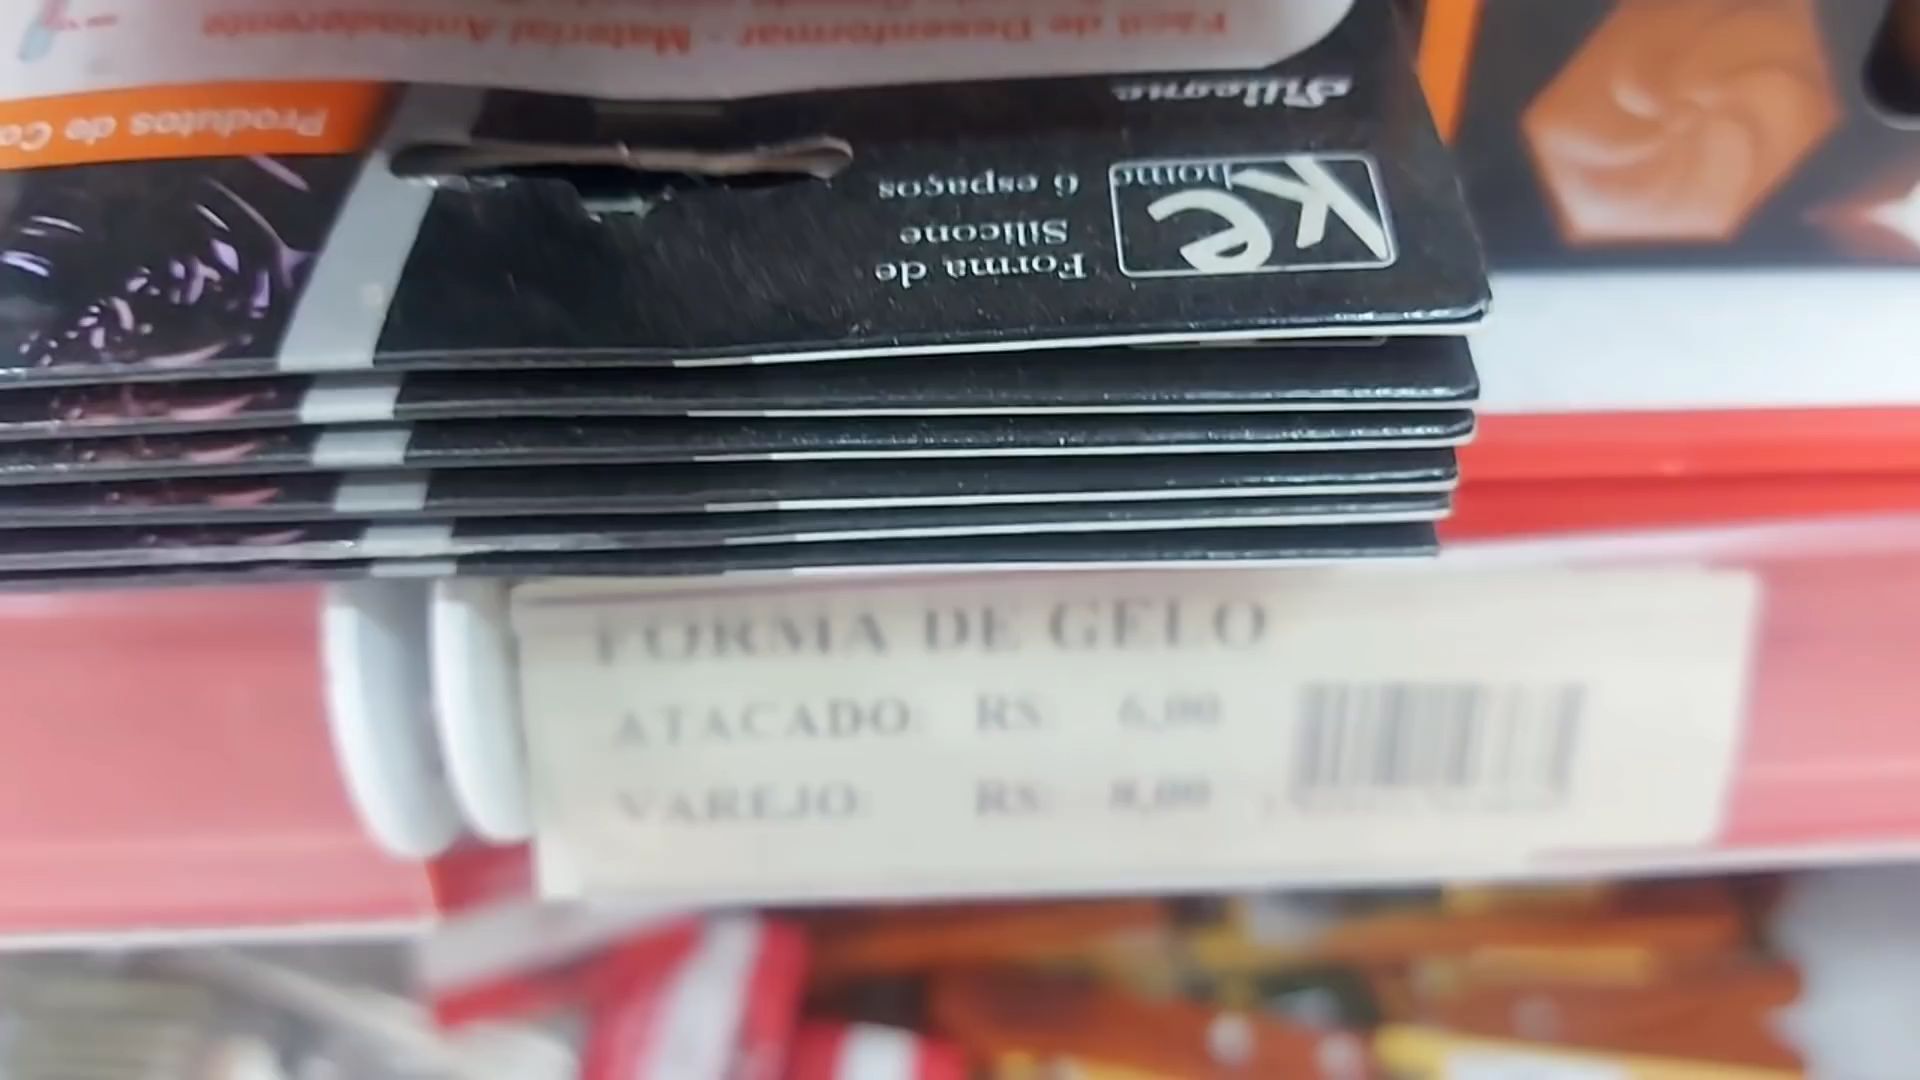 Fácil de Desenformar - Material Antiaderente
Produtos de Co
Silicone
ke
home
Forma de
Silicone
6 espaços
FORMA DE GELO
ATACADO: R$: 6,00
VAREJO: R$: 8,00